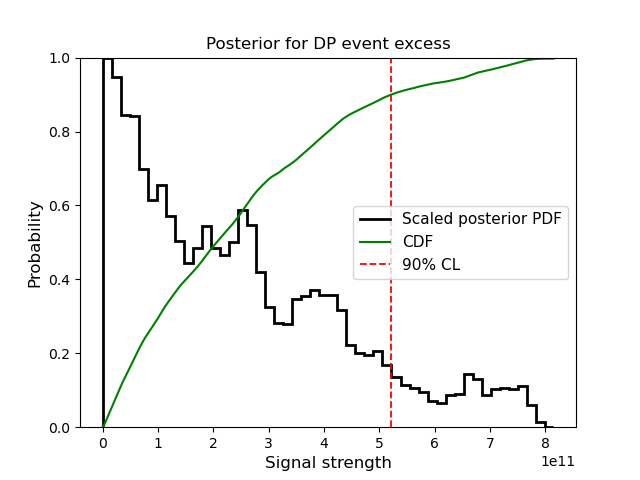 Posterior for DP event excess
Probability
1.0
0.8
0.6
0.4
0.2
0.0
Scaled posterior PDF
CDF
90% CL
0 1 2 3 4 5 6 7 8
1e11
Signal strength